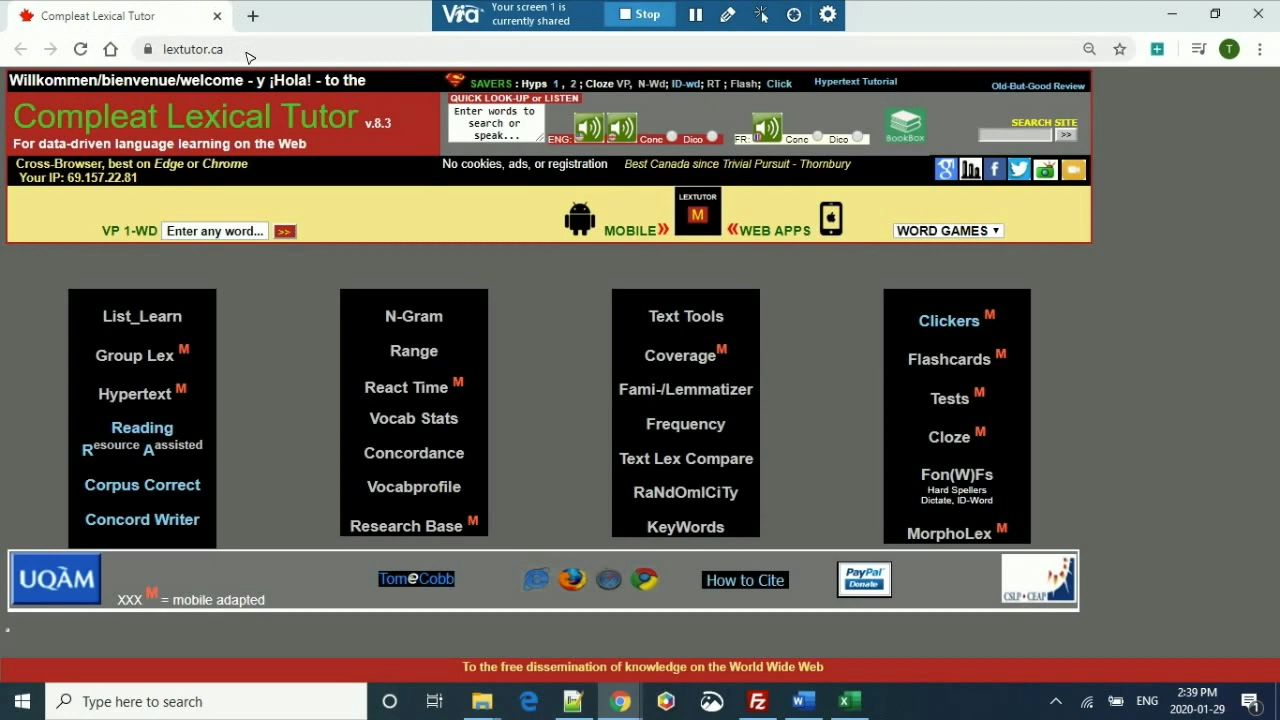 Compleat Lexical Tutor
Vra
Your screen 1 is
currently shared
Stop
lextutor.ca
T
Willkommen/bienvenue/welcome - y ¡Hola! - to the
SAVERS : Hyps 1 , 2 ; Cloze VP, N-Wd; ID-wd; RT ; Flash; Click
Hypertext Tutorial
Old-But-Good Review
Compleat Lexical Tutor v.8.3
For data-driven language learning on the Web
QUICK LOOK-UP or LISTEN
Enter words to
search or
speak...
ENG:
Conc
Dico
FR:
Conc
Dico
BOOKBOX
SEARCH SITE
>>
Cross-Browser, best on Edge or Chrome
Your IP: 69.157.22.81
No cookies, ads, or registration
Best Canada since Trivial Pursuit - Thornbury
VP 1-WD
Enter any word...
>>
MOBILE»
LEXTUTOR
M
«WEB APPS
WORD GAMES
List_Learn
Group Lex M
Hypertext M
Reading
Resource Assisted
Corpus Correct
Concord Writer
N-Gram
Range
React Time M
Vocab Stats
Concordance
Vocabprofile
Research Base M
Text Tools
Coverage M
Fami-/Lemmatizer
Frequency
Text Lex Compare
RaNdOmICiTy
KeyWords
Clickers M
Flashcards M
Tests M
Cloze M
Fon(W)Fs
Hard Spellers
Dictate, ID-Word
MorphoLex M
UQÀM
XXX M = mobile adapted
TomeCobb
How to Cite
PayPal
Donate
CSLP•CEAP
To the free dissemination of knowledge on the World Wide Web
Type here to search
ENG
2:39 PM
2020-01-29
1